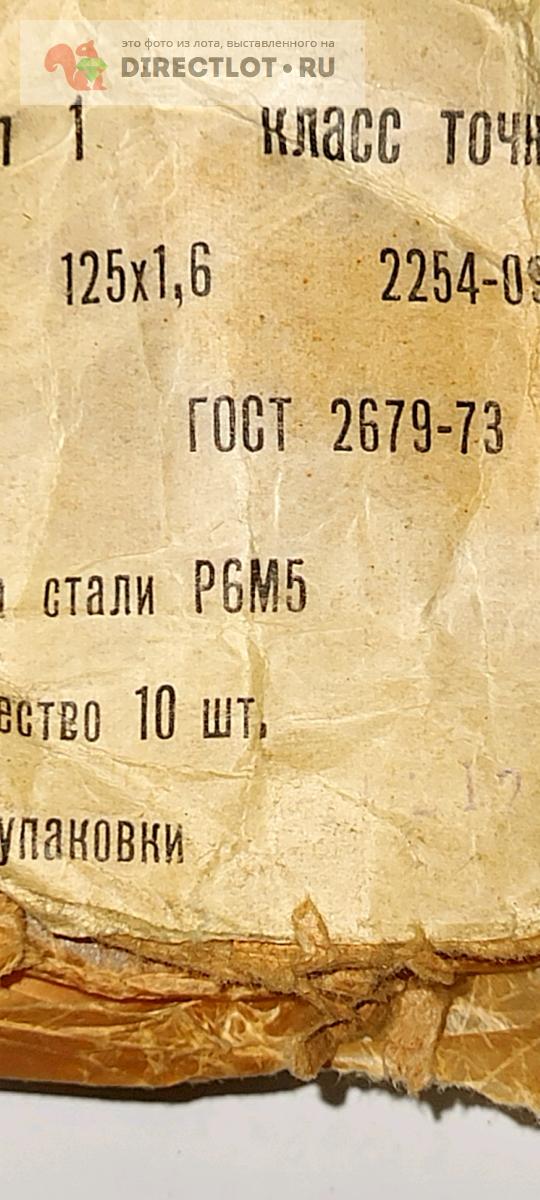 это фото из лота, выставленного на
DIRECTLOT.RU
1 класс точн
125х1,6 2254-09
ГОСТ 2679-73
стали Р6М5
ество 10 шт.
упаковки